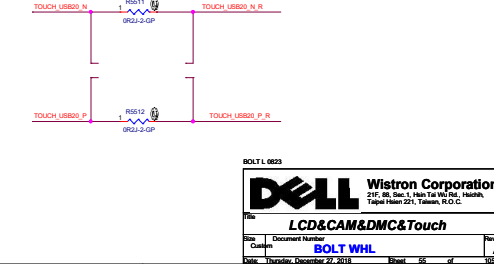 R5511
TOUCH_USB20_N
1
TOUCH_USB20_N_R
0R2J-2-GP
R5512
TOUCH_USB20_P
1
TOUCH_USB20_P_R
0R2J-2-GP
BOLT L 0823
DELL
Wistron Corporation
21F, 88, Sec.1, Hsin Tai Wu Rd., Hsichih,
Taipei Hsien 221, Taiwan, R.O.C.
Title
LCD&CAM&DMC&Touch
Size Document Number Rev
Custom
BOLT WHL
Date: Thursday, December 27, 2018 Sheet 55 of 105